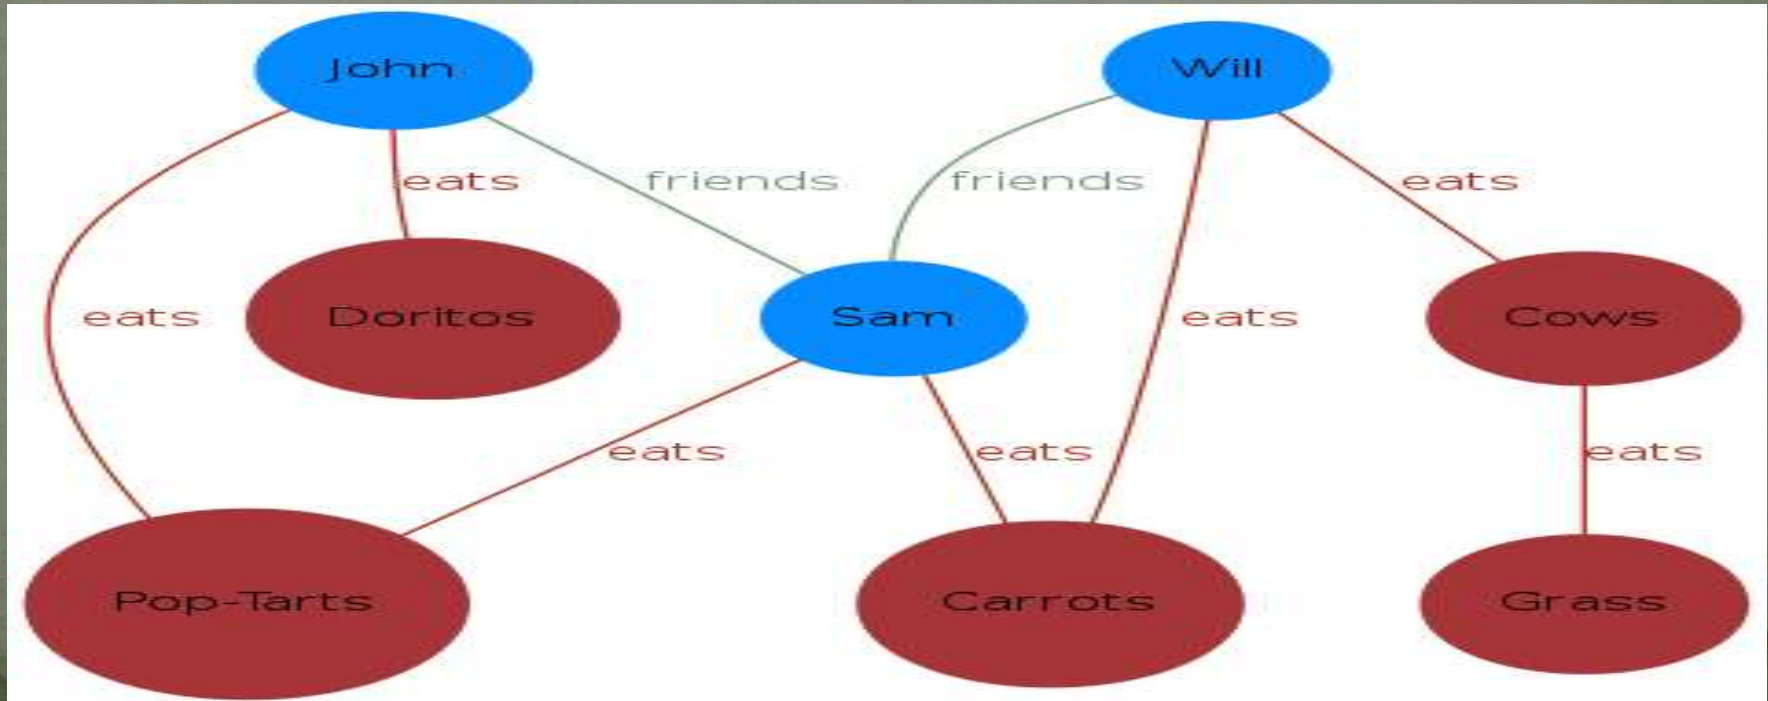 John
Will
eats
friends
friends
eats
eats
Doritos
Sam
eats
Cows
eats
eats
eats
Pop-Tarts
Carrots
Grass